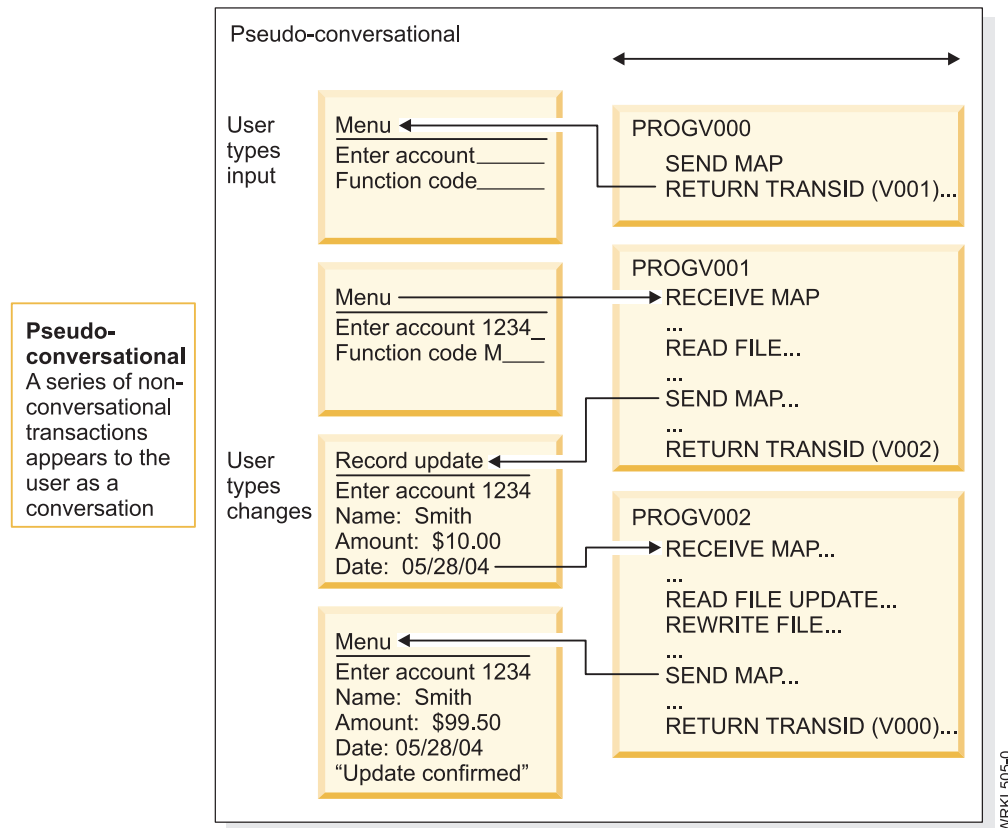 Pseudo-conversational
User
types
input
Menu
Enter account______
Function code______
PROGV000
SEND MAP
RETURN TRANSID (V001)...
Menu
Enter account 1234_
Function code M____
PROGV001
RECEIVE MAP
...
READ FILE...
...
SEND MAP...
...
RETURN TRANSID (V002)
Pseudo-
conversational
A series of non-
conversational
transactions
appears to the
user as a
conversation
User
types
changes
Record update
Enter account 1234
Name: Smith
Amount: $10.00
Date: 05/28/04
PROGV002
RECEIVE MAP...
...
READ FILE UPDATE...
REWRITE FILE...
...
SEND MAP...
...
RETURN TRANSID (V000)...
Menu
Enter account 1234
Name: Smith
Amount: $99.50
Date: 05/28/04
“Update confirmed”